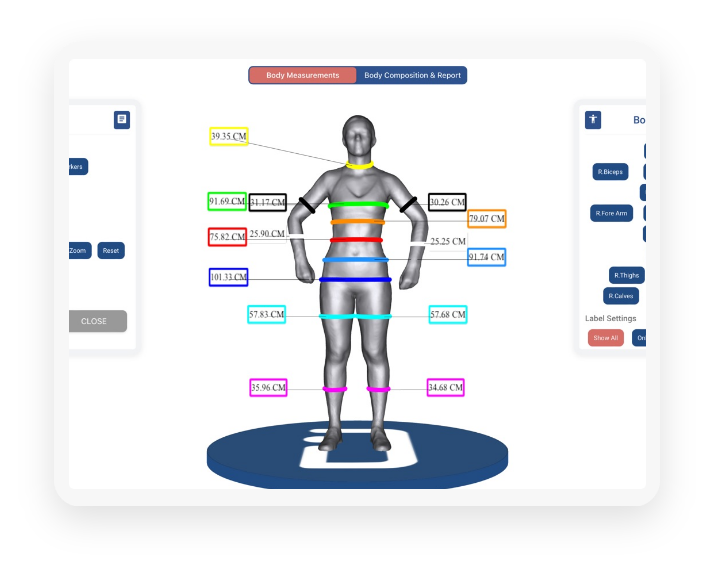 Body Measurements
Body Composition & Report
kers
Zoom
Reset
CLOSE
39.35 CM
91.69 CM
31.17 CM
30.26 CM
79.07 CM
75.82 CM
25.90 CM
25.25 CM
91.74 CM
101.33 CM
57.83 CM
57.68 CM
35.96 CM
34.68 CM
Bo
R.Biceps
R.Fore Arm
R.Thighs
R.Calves
Label Settings
Show All
On